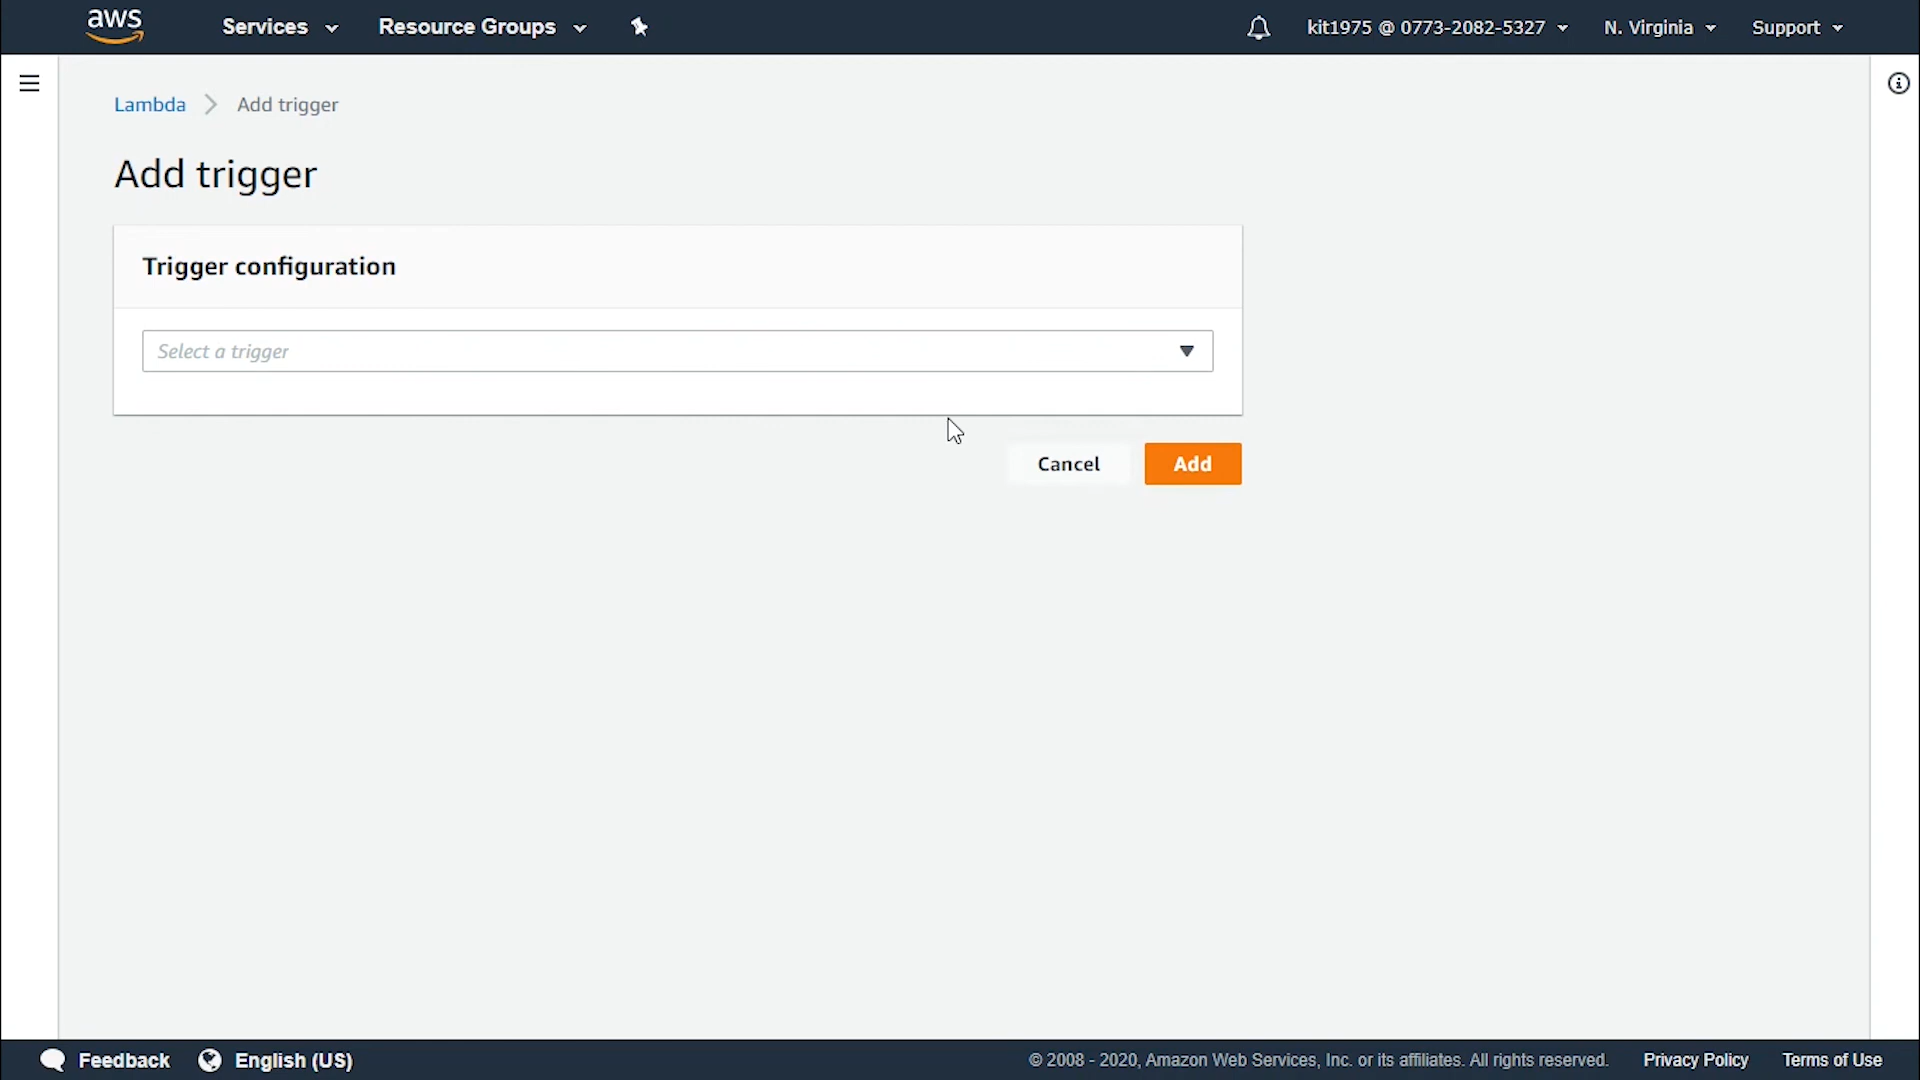 aws Services Resource Groups kit1975 @ 0773-2082-5327 N. Virginia Support
Lambda Add trigger
Add trigger
Trigger configuration
Select a trigger
Cancel Add
Feedback English (US) © 2008 - 2020, Amazon Web Services, Inc. or its affiliates. All rights reserved. Privacy Policy Terms of Use